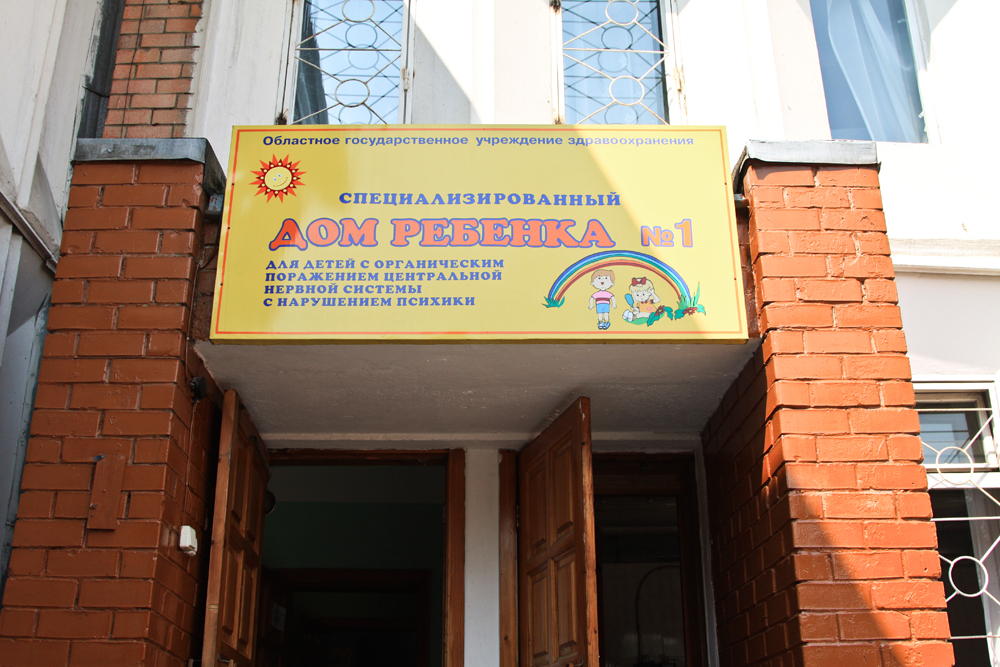 Областное государственное учреждение здравоохранения
СПЕЦИАЛИЗИРОВАННЫЙ
ДОМ РЕБЕНКА №1
ДЛЯ ДЕТЕЙ С ОРГАНИЧЕСКИМ
ПОРАЖЕНИЕМ ЦЕНТРАЛЬНОЙ
НЕРВНОЙ СИСТЕМЫ
С НАРУШЕНИЕМ ПСИХИКИ